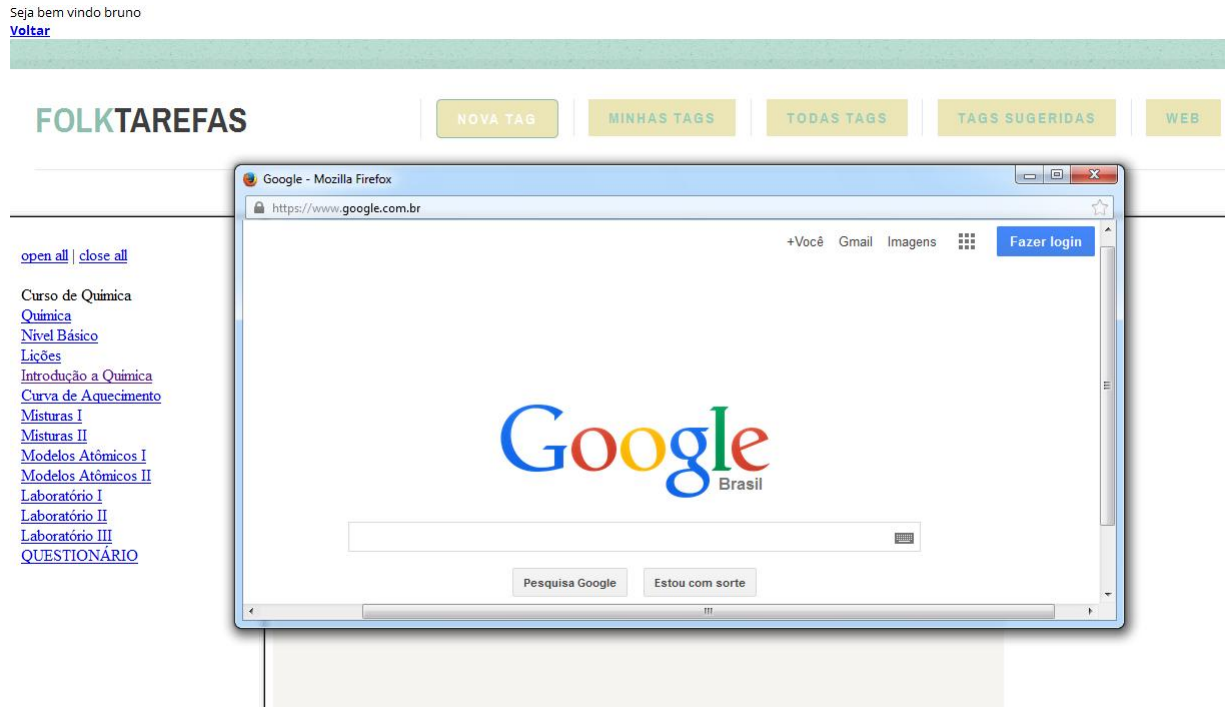 Seja bem vindo bruno
Voltar
FOLKTAREFAS
NOVA TAG
MINHAS TAGS
TODAS TAGS
TAGS SUGERIDAS
WEB
Google - Mozilla Firefox
https://www.google.com.br
+Você Gmail Imagens
Fazer login
open all | close all
Curso de Química
Química
Nível Básico
Lições
Introdução a Quimica
Curva de Aquecimento
Misturas I
Misturas II
Modelos Atômicos I
Modelos Atômicos II
Laboratório I
Laboratório II
Laboratório III
QUESTIONÁRIO
Google
Brasil
Pesquisa Google
Estou com sorte